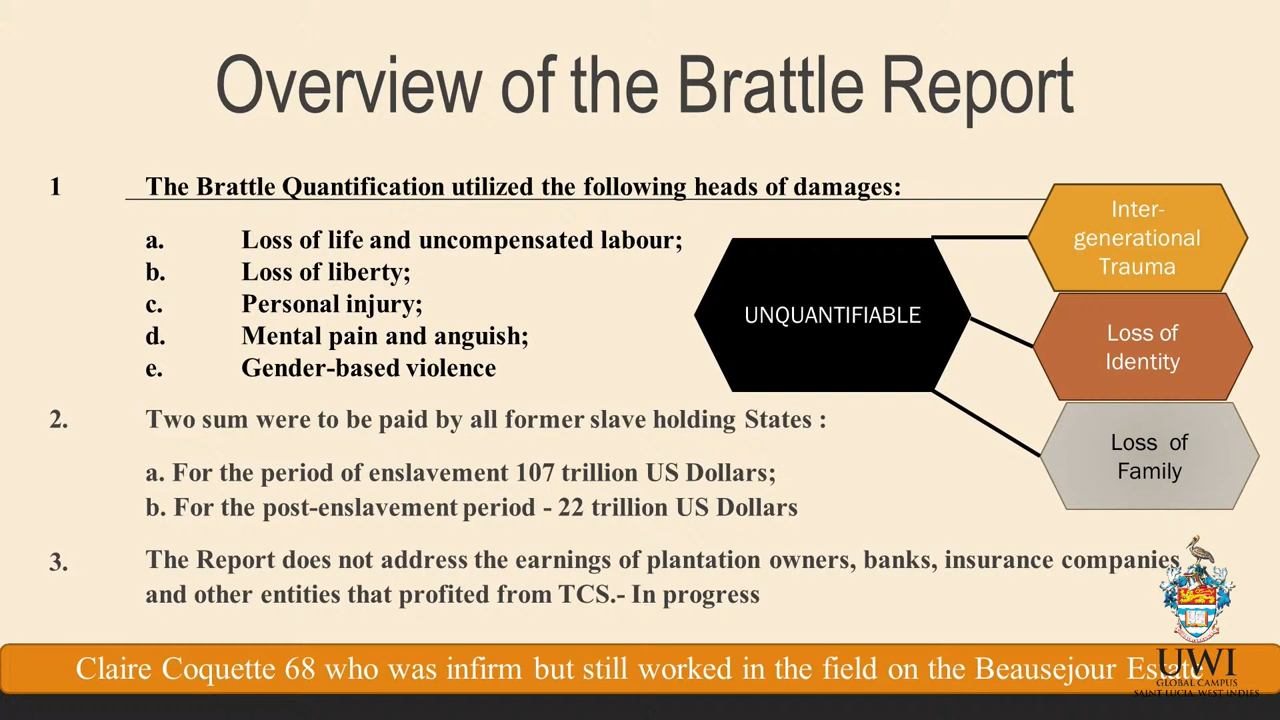 Overview of the Brattle Report
1 The Brattle Quantification utilized the following heads of damages:
a. Loss of life and uncompensated labour;
b. Loss of liberty;
c. Personal injury;
d. Mental pain and anguish;
e. Gender-based violence
UNQUANTIFIABLE
Inter-
generational
Trauma
Loss of
Identity
Loss of
Family
2. Two sum were to be paid by all former slave holding States :
a. For the period of enslavement 107 trillion US Dollars;
b. For the post-enslavement period - 22 trillion US Dollars
3. The Report does not address the earnings of plantation owners, banks, insurance companies
and other entities that profited from TCS.- In progress
Claire Coquette 68 who was infirm but still worked in the field on the Beausejour Estate
UWI
GLOBAL CAMPUS
SAINT LUCIA, WEST INDIES